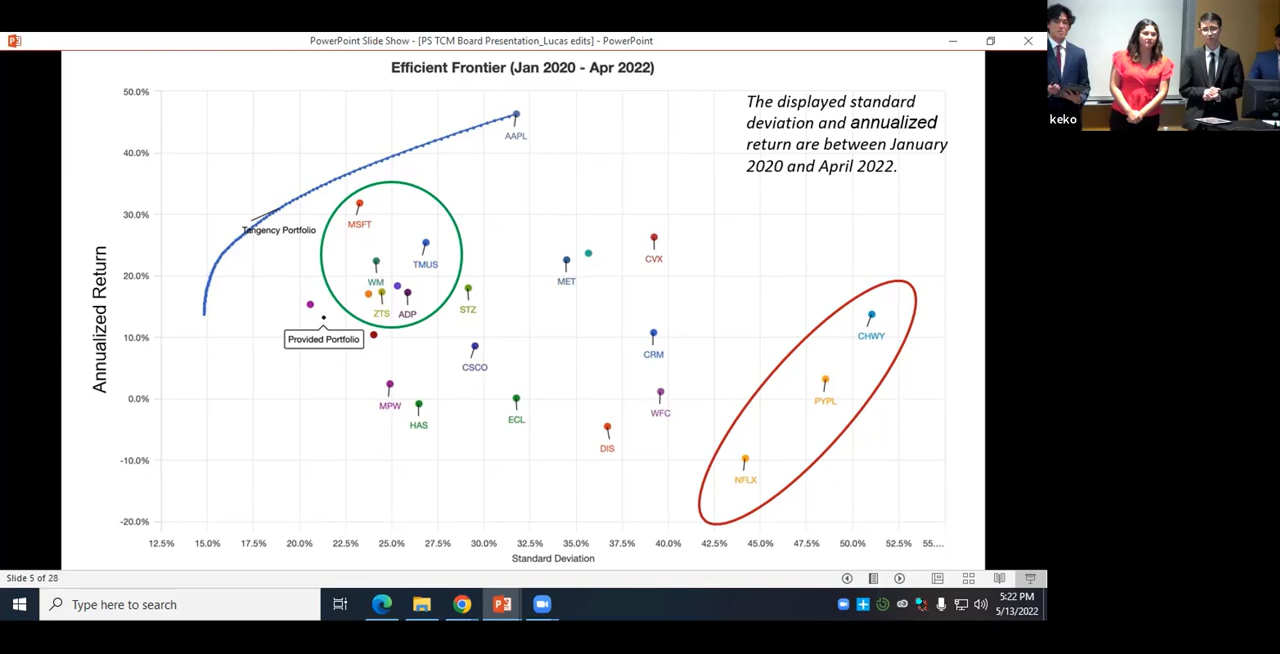 PowerPoint Slide Show - [PS TCM Board Presentation_Lucas edits] - PowerPoint
Efficient Frontier (Jan 2020 - Apr 2022)
The displayed standard
deviation and annualized
return are between January
2020 and April 2022.
keko
50.0%
40.0%
30.0%
20.0%
10.0%
0.0%
-10.0%
-20.0%
Annualized Return
AAPL
MSFT
Tangency Portfolio
TMUS
CVX
WM
MET
ZTS
ADP
STZ
Provided Portfolio
CHWY
CRM
CSCO
MPW
PYPL
WFC
HAS
ECL
DIS
NFLX
12.5%
15.0%
17.5%
20.0%
22.5%
25.0%
27.5%
30.0%
32.5%
35.0%
37.5%
40.0%
42.5%
45.0%
47.5%
50.0%
52.5%
55....
Standard Deviation
Slide 5 of 28
Type here to search
5:22 PM
5/13/2022